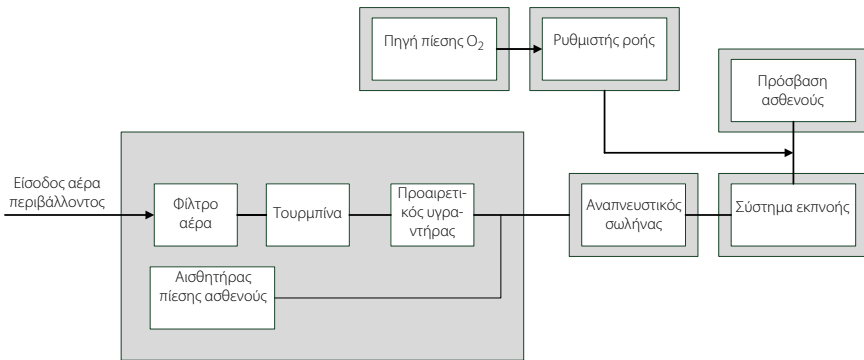 Πηγή πίεσης O₂
Ρυθμιστής ροής
Πρόσβαση
ασθενούς
Είσοδος αέρα
περιβάλλοντος
Φίλτρο
αέρα
Τουρμπίνα
Προαιρετι-
κός υγρα-
ντήρας
Αναπνευστικός
σωλήνας
Σύστημα εκπνοής
Αισθητήρας
πίεσης ασθενούς